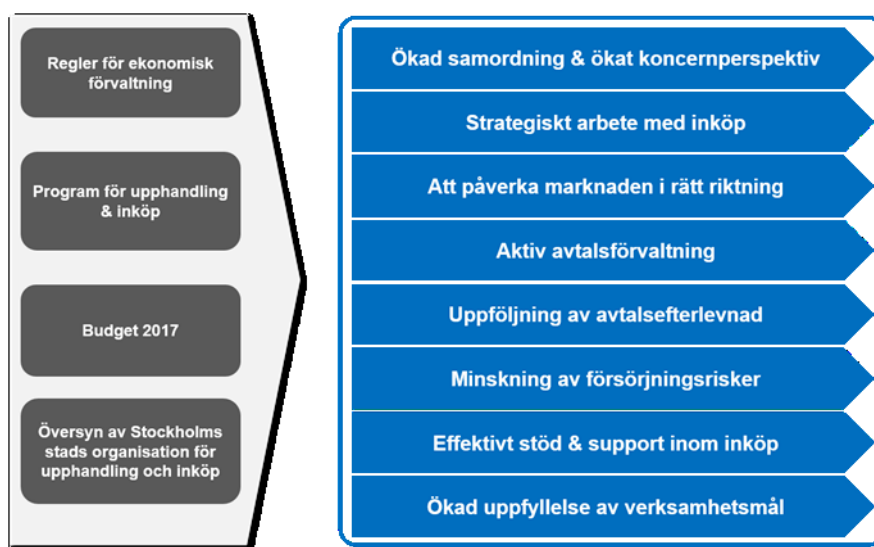 Regler för ekonomisk
förvaltning
Program för upphandling
& inköp
Budget 2017
Översyn av Stockholms
stads organisation för
upphandling och inköp
Ökad samordning & ökat koncernperspektiv
Strategiskt arbete med inköp
Att påverka marknaden i rätt riktning
Aktiv avtalsförvaltning
Uppföljning av avtalsefterlevnad
Minskning av försörjningsrisker
Effektivt stöd & support inom inköp
Ökad uppfyllelse av verksamhetsmål